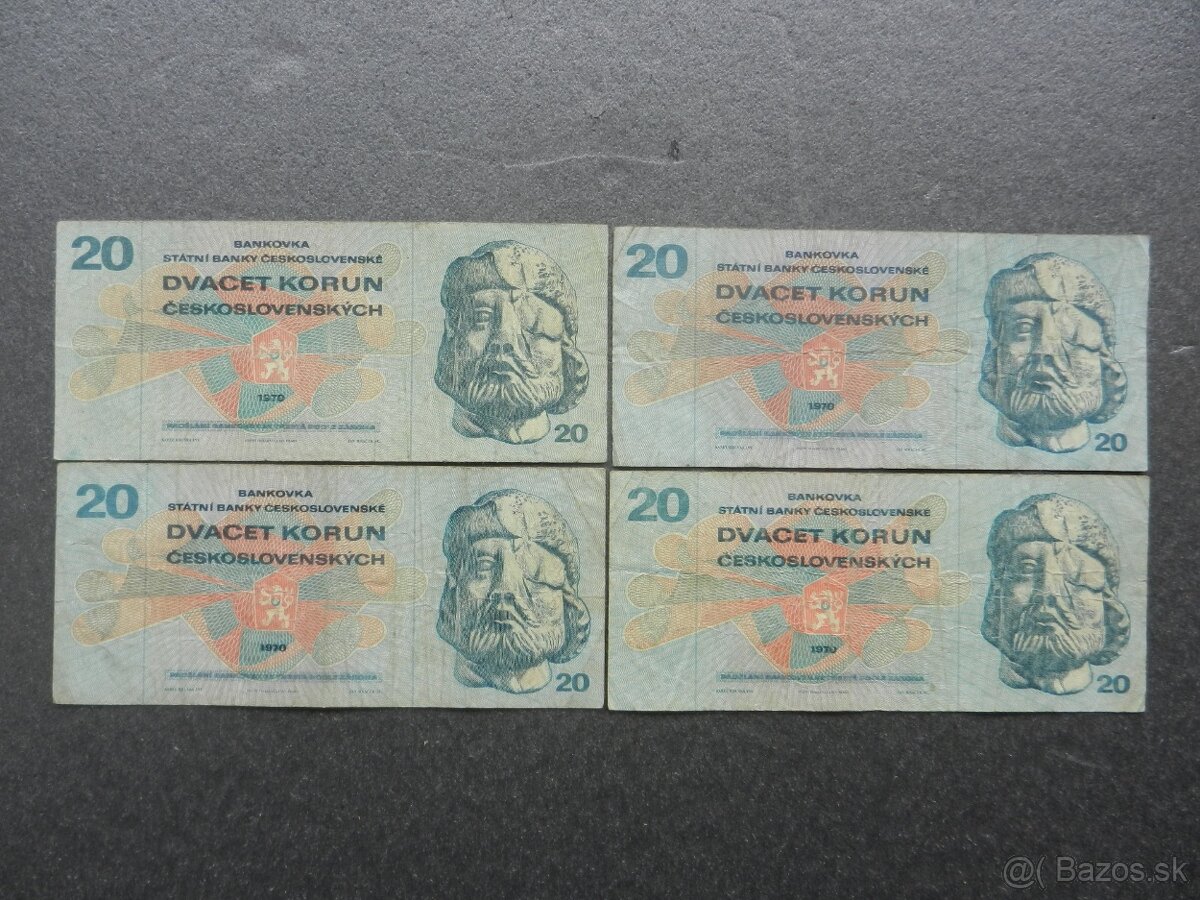 20
BANKOVKA
STÁTNÍ BANKY ČESKOSLOVENSKÉ
DVACET KORUN
ČESKOSLOVENSKÝCH
1970
20
20
BANKOVKA
STÁTNÍ BANKY ČESKOSLOVENSKÉ
DVACET KORUN
ČESKOSLOVENSKÝCH
1970
20
20
BANKOVKA
STÁTNÍ BANKY ČESKOSLOVENSKÉ
DVACET KORUN
ČESKOSLOVENSKÝCH
1970
20
20
BANKOVKA
STÁTNÍ BANKY ČESKOSLOVENSKÉ
DVACET KORUN
ČESKOSLOVENSKÝCH
1970
20
@( Bazos.sk